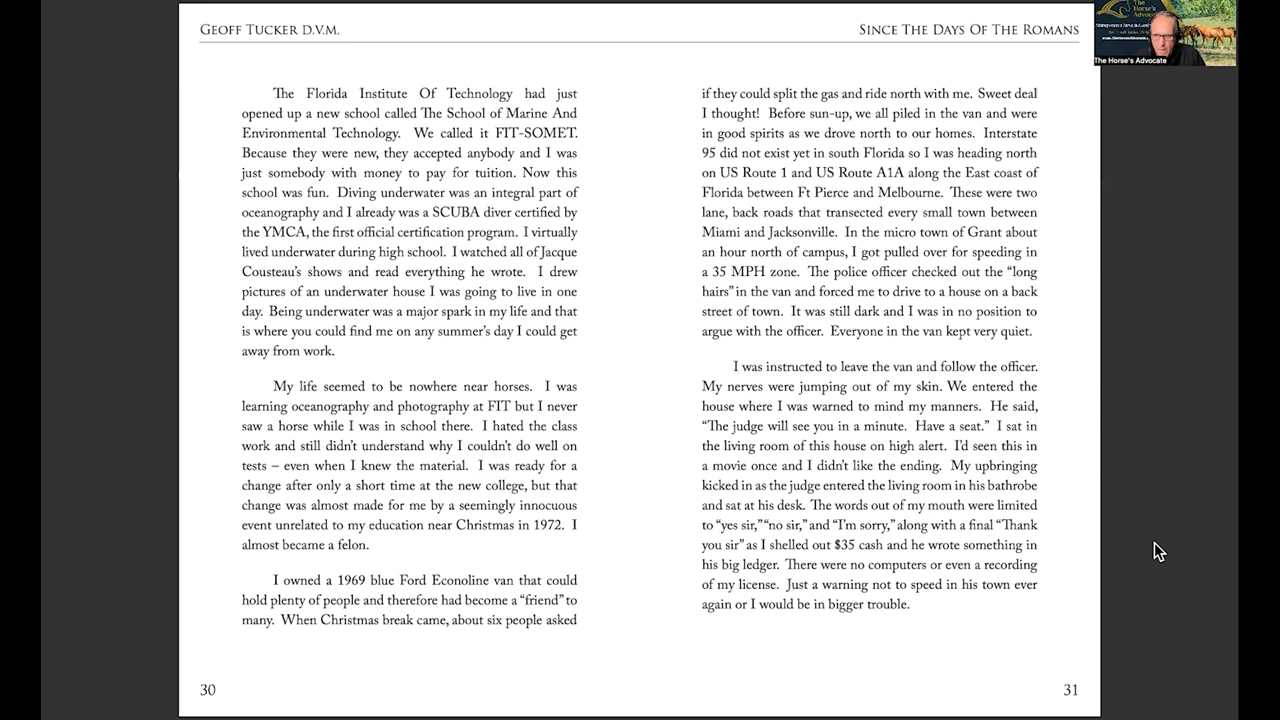 GEOFF TUCKER D.V.M.
SINCE THE DAYS OF THE ROMANS
The Horse's Advocate
The Florida Institute Of Technology had just
opened up a new school called The School of Marine And
Environmental Technology. We called it FIT-SOMET.
Because they were new, they accepted anybody and I was
just somebody with money to pay for tuition. Now this
school was fun. Diving underwater was an integral part of
oceanography and I already was a SCUBA diver certified by
the YMCA, the first official certification program. I virtually
lived underwater during high school. I watched all of Jacque
Cousteau's shows and read everything he wrote. I drew
pictures of an underwater house I was going to live in one
day. Being underwater was a major spark in my life and that
is where you could find me on any summer's day I could get
away from work.
My life seemed to be nowhere near horses. I was
learning oceanography and photography at FIT but I never
saw a horse while I was in school there. I hated the class
work and still didn't understand why I couldn't do well on
tests – even when I knew the material. I was ready for a
change after only a short time at the new college, but that
change was almost made for me by a seemingly innocuous
event unrelated to my education near Christmas in 1972. I
almost became a felon.
I owned a 1969 blue Ford Econoline van that could
hold plenty of people and therefore had become a “friend” to
many. When Christmas break came, about six people asked
30
if they could split the gas and ride north with me. Sweet deal
I thought! Before sun-up, we all piled in the van and were
in good spirits as we drove north to our homes. Interstate
95 did not exist yet in south Florida so I was heading north
on US Route 1 and US Route A1A along the East coast of
Florida between Ft Pierce and Melbourne. These were two
lane, back roads that transected every small town between
Miami and Jacksonville. In the micro town of Grant about
an hour north of campus, I got pulled over for speeding in
a 35 MPH zone. The police officer checked out the “long
hairs” in the van and forced me to drive to a house on a back
street of town. It was still dark and I was in no position to
argue with the officer. Everyone in the van kept very quiet.
I was instructed to leave the van and follow the officer.
My nerves were jumping out of my skin. We entered the
house where I was warned to mind my manners. He said,
“The judge will see you in a minute. Have a seat.” I sat in
the living room of this house on high alert. I'd seen this in
a movie once and I didn't like the ending. My upbringing
kicked in as the judge entered the living room in his bathrobe
and sat at his desk. The words out of my mouth were limited
to “yes sir,” “no sir,” and “I'm sorry,” along with a final “Thank
you sir” as I shelled out $35 cash and he wrote something in
his big ledger. There were no computers or even a recording
of my license. Just a warning not to speed in his town ever
again or I would be in bigger trouble.
31